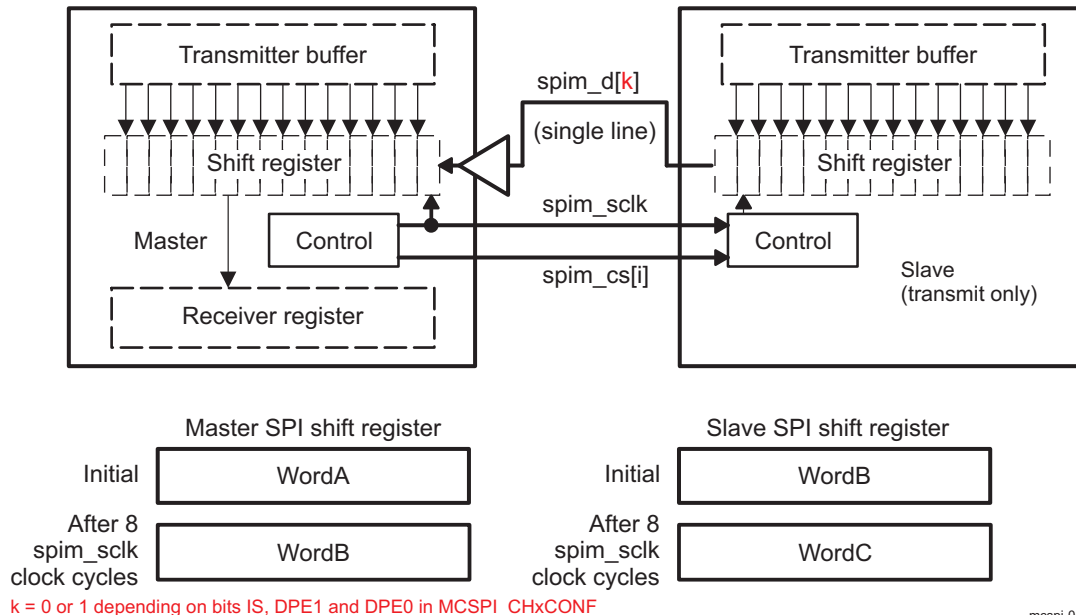 Transmitter buffer
Transmitter buffer
spim_d[k]
(single line)
Shift register
Shift register
spim_sclk
Master
Control
Control
spim_cs[i]
Slave
(transmit only)
Receiver register
Master SPI shift register
Slave SPI shift register
Initial
WordA
Initial
WordB
After 8
spim_sclk
clock cycles
WordB
After 8
spim_sclk
clock cycles
WordC
k = 0 or 1 depending on bits IS, DPE1 and DPE0 in MCSPI_CHxCONF